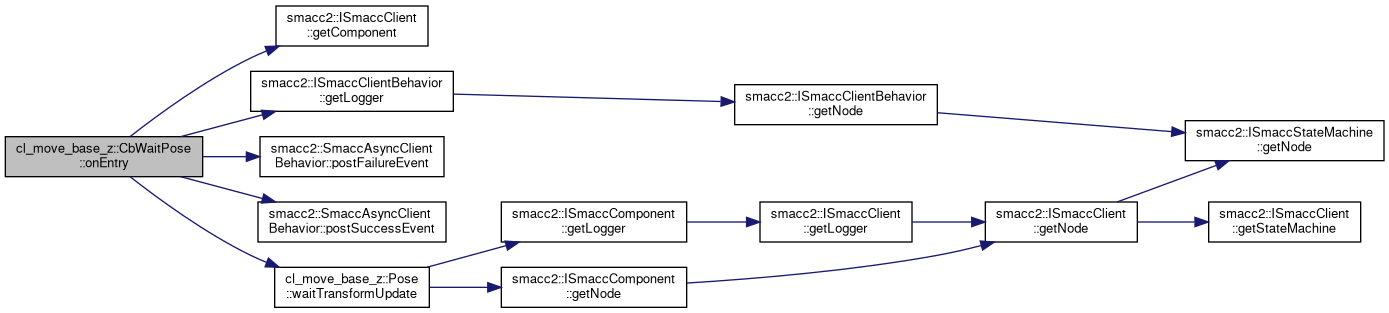 smacc2::ISmaccClient
::getComponent
smacc2::ISmaccClientBehavior
::getLogger
smacc2::ISmaccClientBehavior
::getNode
smacc2::ISmaccStateMachine
::getNode
cl_move_base_z::CbWaitPose
::onEntry
smacc2::SmaccAsyncClient
Behavior::postFailureEvent
smacc2::SmaccAsyncClient
Behavior::postSuccessEvent
smacc2::ISmaccComponent
::getLogger
smacc2::ISmaccClient
::getLogger
smacc2::ISmaccClient
::getNode
smacc2::ISmaccClient
::getStateMachine
cl_move_base_z::Pose
::waitTransformUpdate
smacc2::ISmaccComponent
::getNode